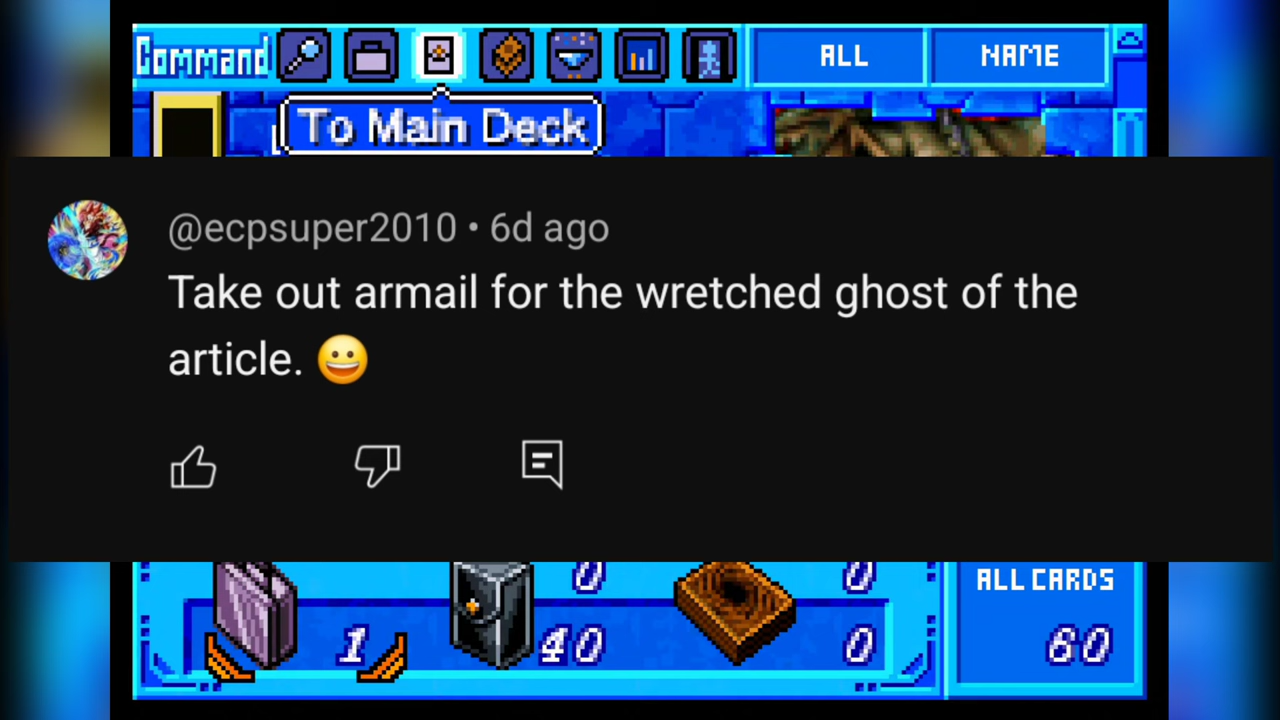 Command
ALL
NAME
To Main Deck
@ecpsuper2010 • 6d ago
Take out armail for the wretched ghost of the
article. 😀
0
0
ALL CARDS
1
40
0
60